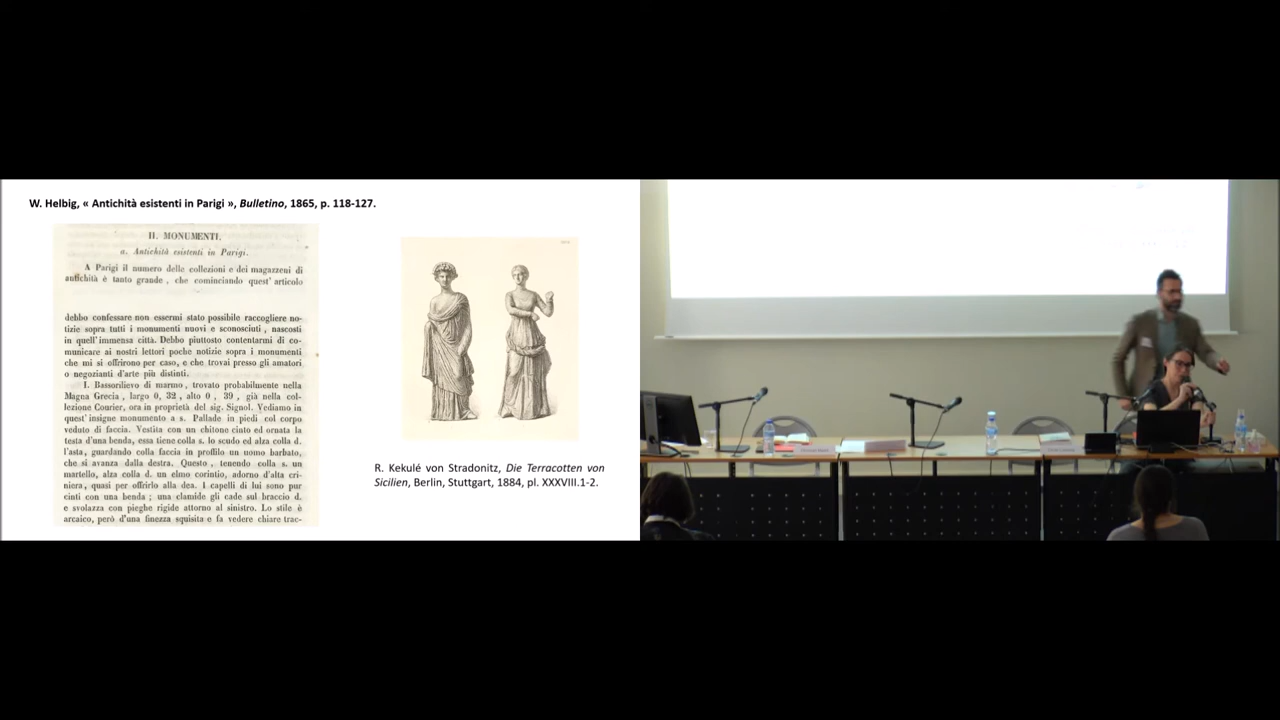 W. Helbig, « Antichità esistenti in Parigi », Bulletino, 1865, p. 118-127.
II. MONUMENTI.
a. Antichità esistenti in Parigi.
A Parigi il numero delle collezioni e dei magazzeni di
antichità è tanto grande, che cominciando quest' articolo
debbo confessare non essermi stato possibile raccogliere no-
tizie sopra tutti i monumenti nuovi e sconosciuti, nascosti
in quell' immensa città. Debbo piuttosto contentarmi di co-
municare ai nostri lettori poche notizie sopra i monumenti
che mi si offrirono per caso, e che trovai presso gli amatori
o negozianti d'arte più distinti.
I. Bassorilievo di marmo, trovato probabilmente nella
Magna Grecia, largo 0, 32, alto 0, 39, già nella col-
lezione Courier, ora in proprietà del sig. Signol. Vediamo in
quest' insigne monumento a s. Pallade in piedi col corpo
veduto di faccia. Vestita con un chitone cinto ed ornata la
testa d'una benda, essa tiene colla s. lo scudo ed alza colla d.
l'asta, guardando colla faccia in profilo un uomo barbato,
che si avanza dalla destra. Questo, tenendo colla s. un
martello, alza colla d. un elmo corintio, adorno d'alta cri-
niera, quasi per offrirlo alla dea. I capelli di lui sono pur
cinti con una benda; una clamide gli cade sul braccio d.
e svolazza con pieghe rigide attorno al sinistro. Lo stile è
arcaico, però d'una finezza squisita e fa vedere chiare trac-
R. Kekulé von Stradonitz, Die Terracotten von
Sicilien, Berlin, Stuttgart, 1884, pl. XXXVIII.1-2.